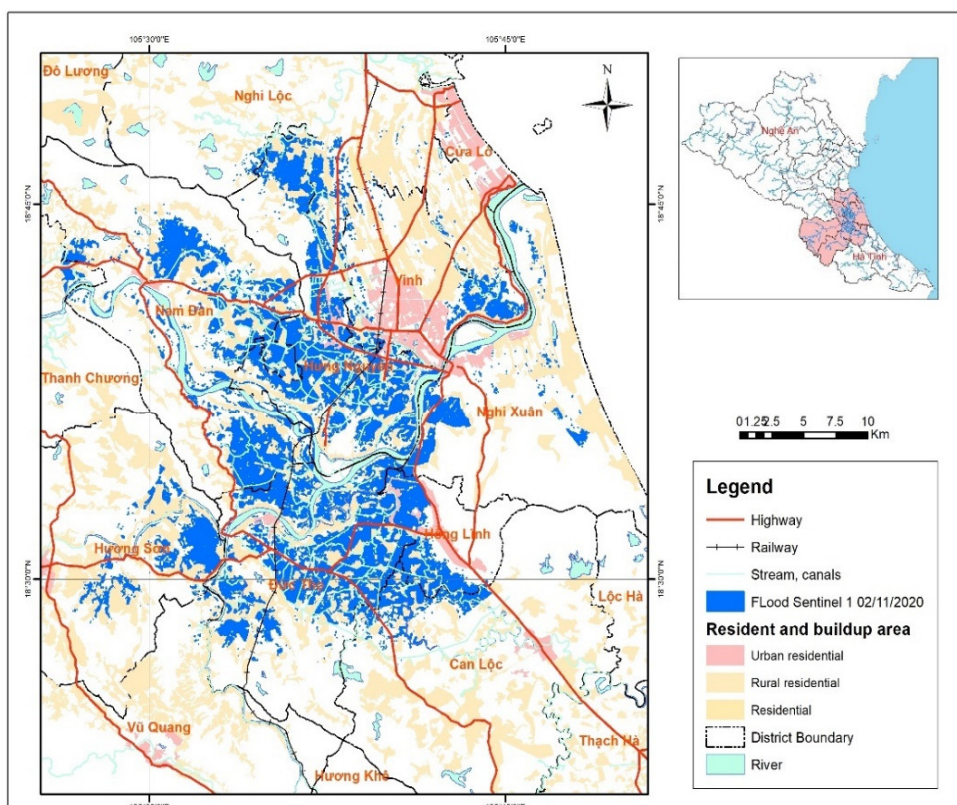 105°30'0"E
105°45'0"E
Đô Lương
Nghi Lộc
N
Cửa Lò
18°45'0"N
18°45'0"N
Vinh
Nam Đàn
Hưng Nguyên
Thanh Chương
Nghi Xuân
Hương Sơn
Hồng Lĩnh
Đức Thọ
18°30'0"N
18°30'0"N
Lộc Hà
Can Lộc
Vũ Quang
Thạch Hà
Hương Khê
Nghệ An
Hà Tĩnh
0 1.25 2.5 5 7.5 10
Km
Legend
Highway
Railway
Stream, canals
FLood Sentinel 1 02/11/2020
Resident and buildup area
Urban residential
Rural residential
Residential
District Boundary
River